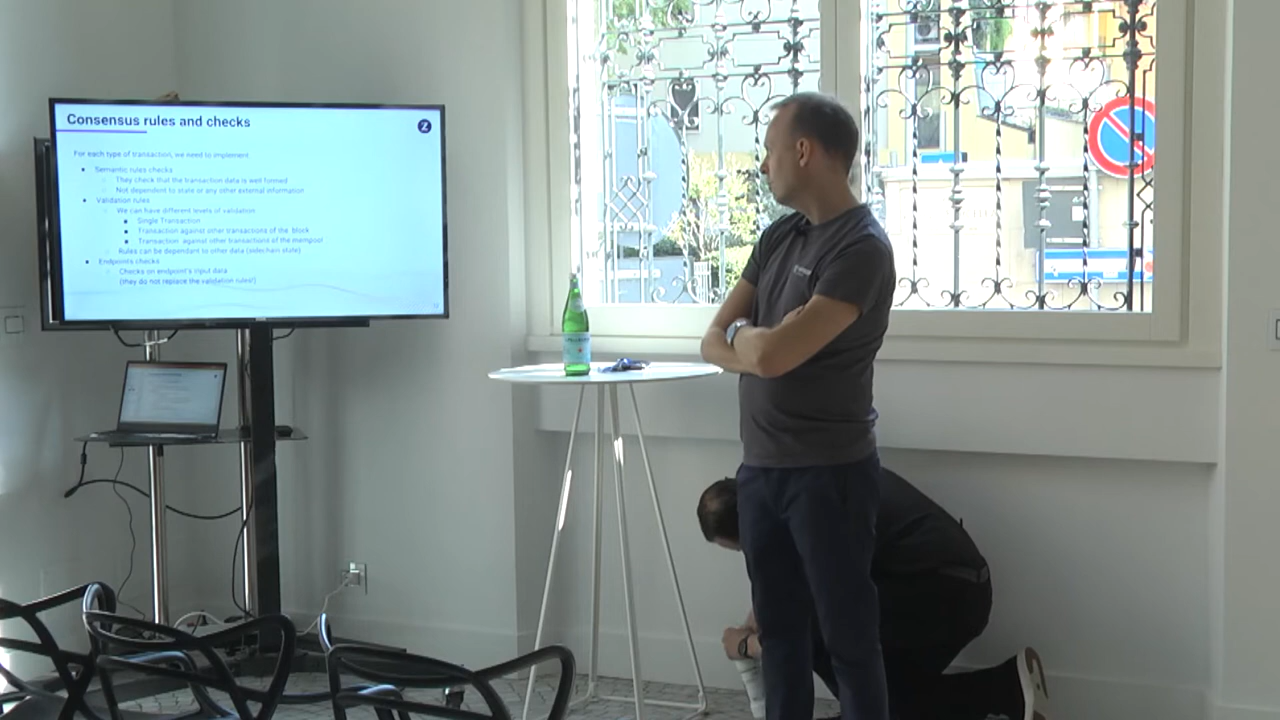 Consensus rules and checks
For each type of transaction, we need to implement
Semantic rules checks
They check that the transaction data is well formed
Not dependent to state or any other external information
Validation rules
We can have different levels of validation
Single Transaction
Transaction against other transactions of the block
Transaction against other transactions of the mempool
Rules can be dependant to other data (sidechain state)
Endpoints checks
Checks on endpoint's input data
(they do not replace the validation rules!)